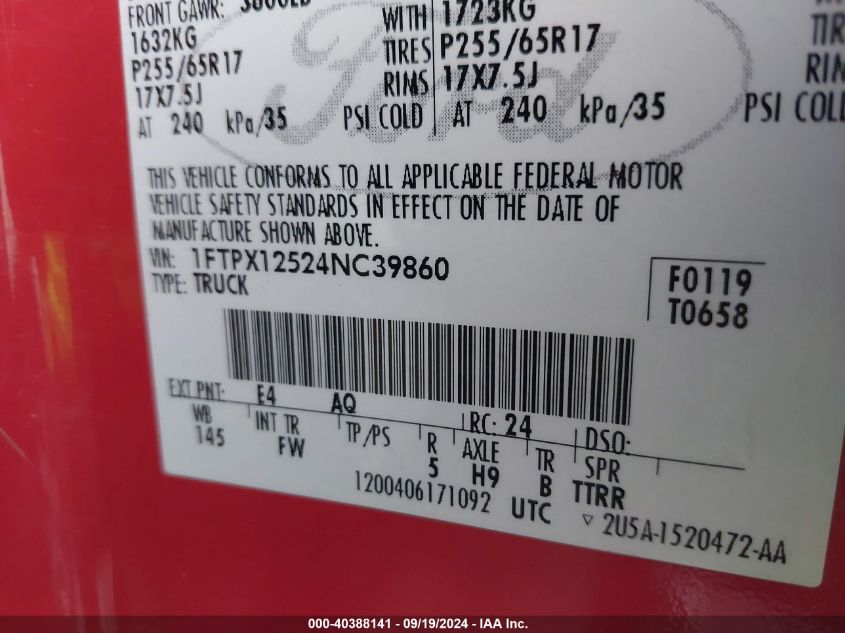 FRONT GAWR: 3600LB
1632KG WITH 1723KG WITH
P255/65R17 TIRES P255/65R17
17X7.5J RIMS 17X7.5J
AT 240 kPa/35 PSI COLD AT 240 kPa/35 PSI COLD
Ford
THIS VEHICLE CONFORMS TO ALL APPLICABLE FEDERAL MOTOR
VEHICLE SAFETY STANDARDS IN EFFECT ON THE DATE OF
MANUFACTURE SHOWN ABOVE.
VIN: 1FTPX12524NC39860
TYPE: TRUCK
F0119
T0658
EXT PNT: E4 AQ RC: 24 DSO:
WB INT TR TP/PS R AXLE TR SPR
145 FW 5 H9 B TTRR
1200406171092 UTC ▿ 2U5A-1520472-AA
000-40388141 - 09/19/2024 - IAA Inc.